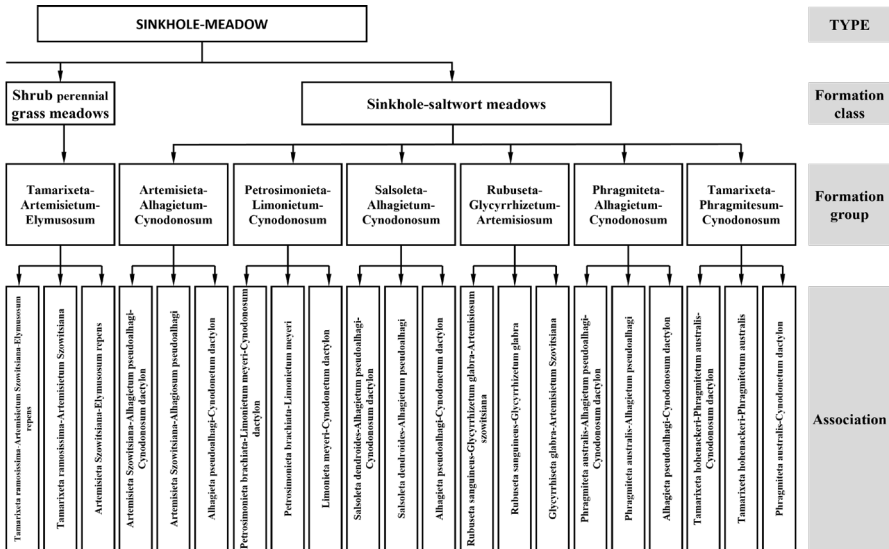 SINKHOLE-MEADOW
TYPE
Shrub perennial
grass meadows
Sinkhole-saltwort meadows
Formation
class
Tamarixeta-
Artemisietum-
Elymusosum
Artemisieta-
Alhagietum-
Cynodonosum
Petrosimonieta-
Limonietum-
Cynodonosum
Salsoleta-
Alhagietum-
Cynodonosum
Rubuseta-
Glycyrrhizetum-
Artemisiosum
Phragmiteta-
Alhagietum-
Cynodonosum
Tamarixeta-
Phragmitesum-
Cynodonosum
Formation
group
Tamarixeta ramosissima-Artemisietum Szowitsiana-Elymusosum
repens
Tamarixeta ramosissima-Artemisietum Szowitsiana
Artemisieta Szowitsiana-Elymusosum repens
Artemisieta Szowitsiana-Alhagietum pseudoalhagi-
Cynodonosum dactylon
Artemisieta Szowitsiana-Alhagiosum pseudoalhagi
Alhagieta pseudoalhagi-Cynodonetum dactylon
Petrosimonieta brachiata-Limonietum meyeri-Cynodonosum
dactylon
Petrosimonieta brachiata-Limonietum meyeri
Limonieta meyeri-Cynodonetum dactylon
Salsoleta dendroides-Alhagietum pseudoalhagi-
Cynodonosum dactylon
Salsoleta dendroides-Alhagietum pseudoalhagi
Alhagieta pseudoalhagi-Cynodonetum dactylon
Rubuseta sanguineus-Glycyrrhizetum glabra-Artemisiosum
szowitsiana
Rubuseta sanguineus-Glycyrrhizetum glabra
Glycyrrhiseta glabra-Artemisietum Szowitsiana
Phragmiteta australis-Alhagietum pseudoalhagi-
Cynodonosum dactylon
Phragmiteta australis-Alhagietum pseudoalhagi
Alhagieta pseudoalhagi-Cynodonosum dactylon
Tamarixeta hohenackeri-Phragmitetum australis-
Cynodonosum dactylon
Tamarixeta hohenackeri-Phragmitetum australis
Phragmiteta australis-Cynodonetum dactylon
Association